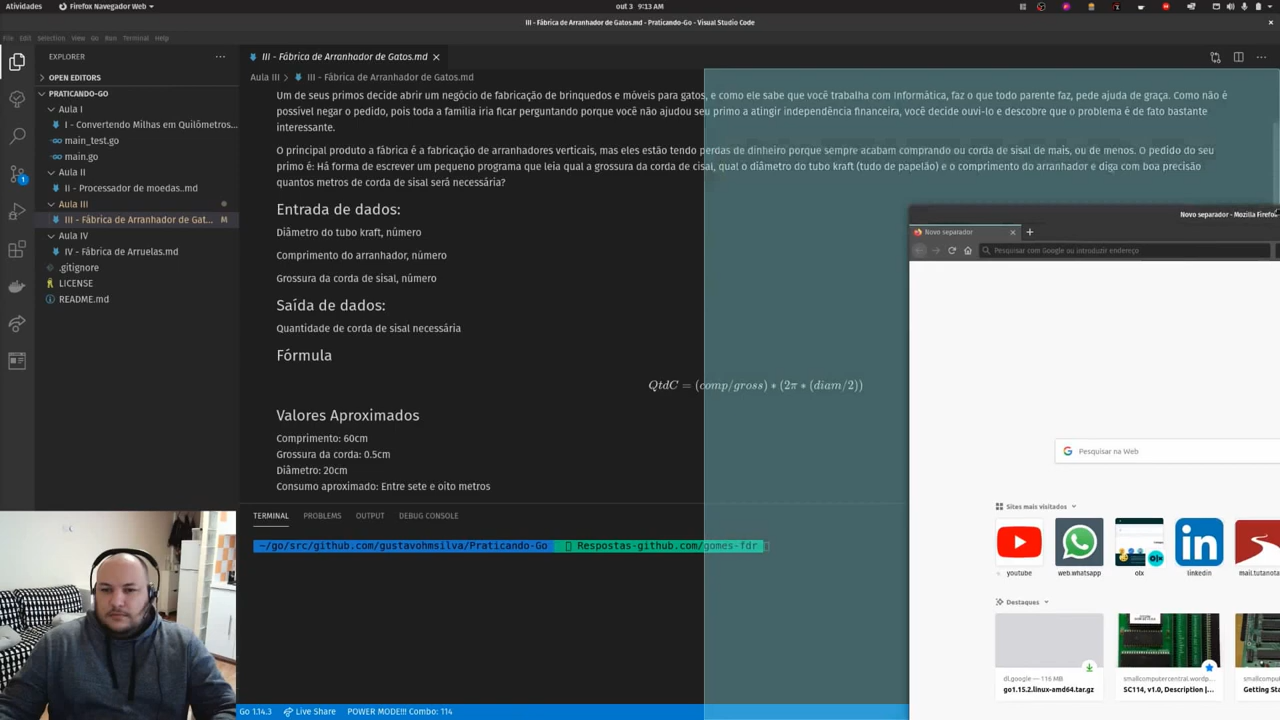 Atividades
Firefox Navegador Web
out 3 9:13 AM
III - Fábrica de Arranhador de Gatos.md - Praticando-Go - Visual Studio Code
File Edit Selection View Go Run Terminal Help
EXPLORER
OPEN EDITORS
PRATICANDO-GO
Aula I
I - Convertendo Milhas em Quilômetros...
main_test.go
main.go
Aula II
II - Processador de moedas..md
Aula III
III - Fábrica de Arranhador de Gat...
M
Aula IV
IV - Fábrica de Arruelas.md
.gitignore
LICENSE
README.md
1
III - Fábrica de Arranhador de Gatos.md
Aula III > III - Fábrica de Arranhador de Gatos.md
Um de seus primos decide abrir um negócio de fabricação de brinquedos e móveis para gatos, e como ele sabe que você trabalha com Informática, faz o que todo parente faz, pede ajuda de graça. Como não é
possível negar o pedido, pois toda a família iria ficar perguntando porque você não ajudou seu primo a atingir independência financeira, você decide ouví-lo e descobre que o problema é de fato bastante
interessante.
O principal produto a fábrica é a fabricação de arranhadores verticais, mas eles estão tendo perdas de dinheiro porque sempre acabam comprando ou corda de sisal de mais, ou de menos. O pedido do seu
primo é: Há forma de escrever um pequeno programa que leia qual a grossura da corda de cisal, qual o diâmetro do tubo kraft (tudo de papelão) e o comprimento do arranhador e diga com boa precisão
quantos metros de corda de sisal será necessária?
Entrada de dados:
Diâmetro do tubo kraft, número
Comprimento do arranhador, número
Grossura da corda de sisal, número
Saída de dados:
Quantidade de corda de sisal necessária
Fórmula
QtdC = (comp/gross) ∗ (2π ∗ (diam/2))
Valores Aproximados
Comprimento: 60cm
Grossura da corda: 0.5cm
Diâmetro: 20cm
Consumo aproximado: Entre sete e oito metros
TERMINAL PROBLEMS OUTPUT DEBUG CONSOLE
~/go/src/github.com/gustavohmsilva/Praticando-Go Respostas-github.com/gomes-fdr
Go 1.14.3 Live Share POWER MODE!!! Combo: 114
Novo separador - Mozilla Firefox
Novo separador
Pesquisar com Google ou introduzir endereço
Pesquisar na Web
Sites mais visitados
olx
youtube web.whatsapp olx linkedin mail.tutanota
Destaques
dl.google • 116 MB
go1.15.2.linux-amd64.tar.gz
smallcomputercentral.wordp...
SC114, v1.0, Description |...
smallcomput
Getting Sta